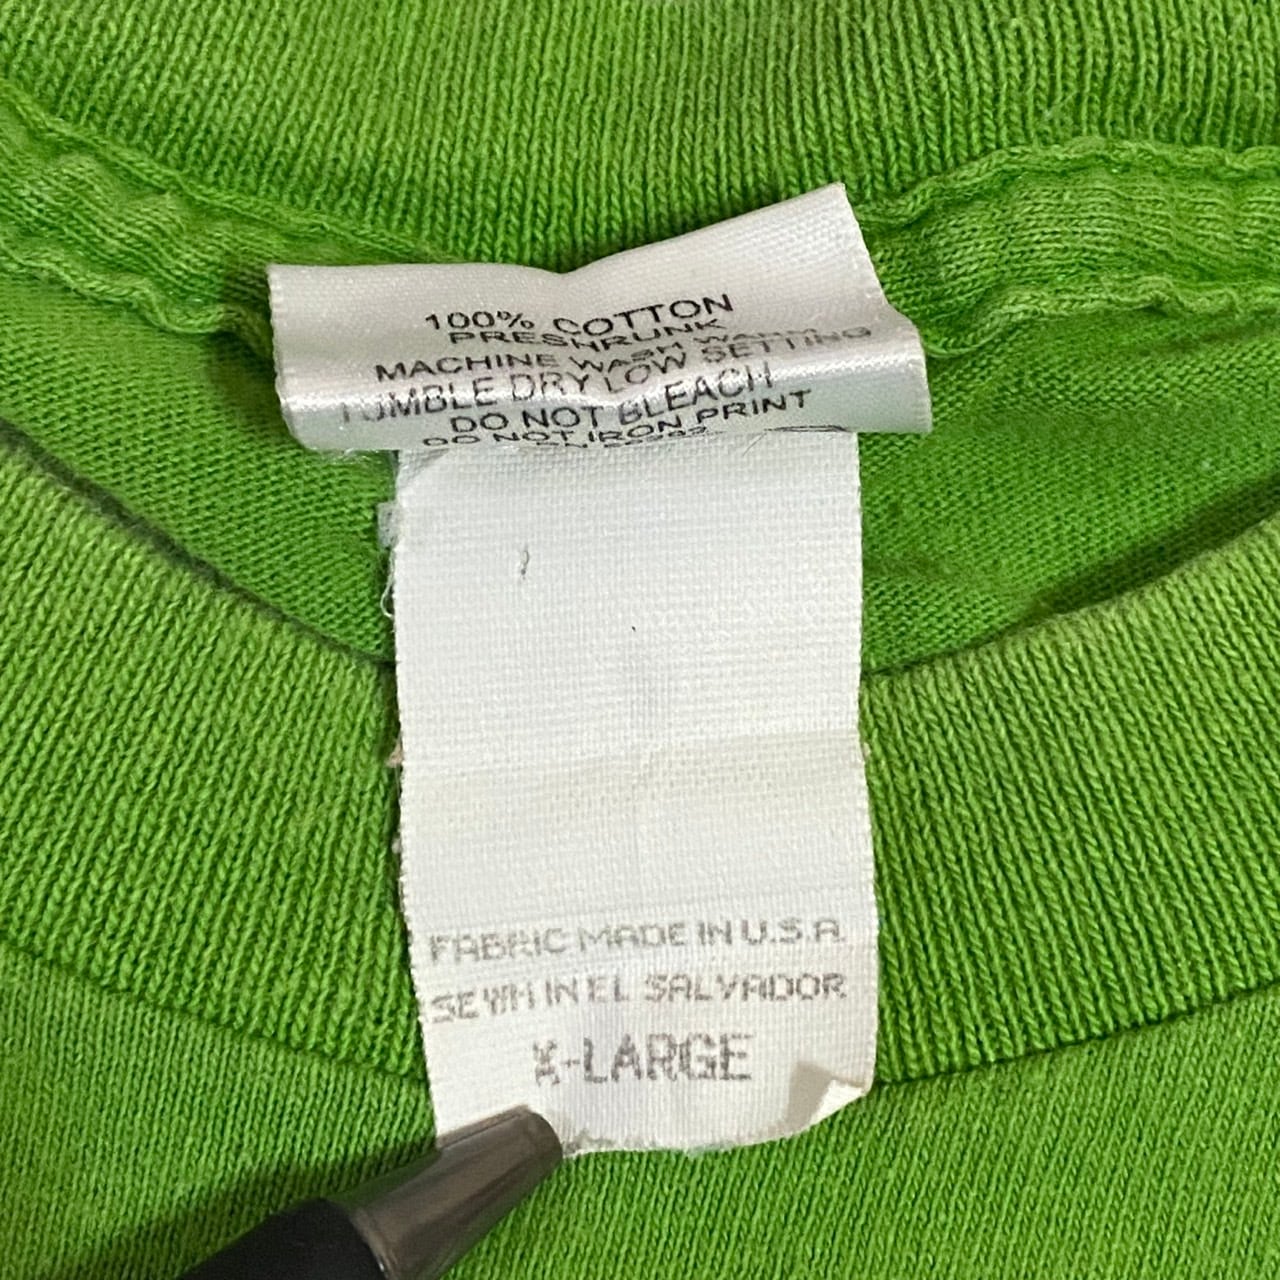 100% COTTON
PRESHRUNK
MACHINE WASH WARM
TUMBLE DRY LOW SETTING
DO NOT BLEACH
DO NOT IRON PRINT
FABRIC MADE IN U.S.A.
SEWN IN EL SALVADOR
X-LARGE